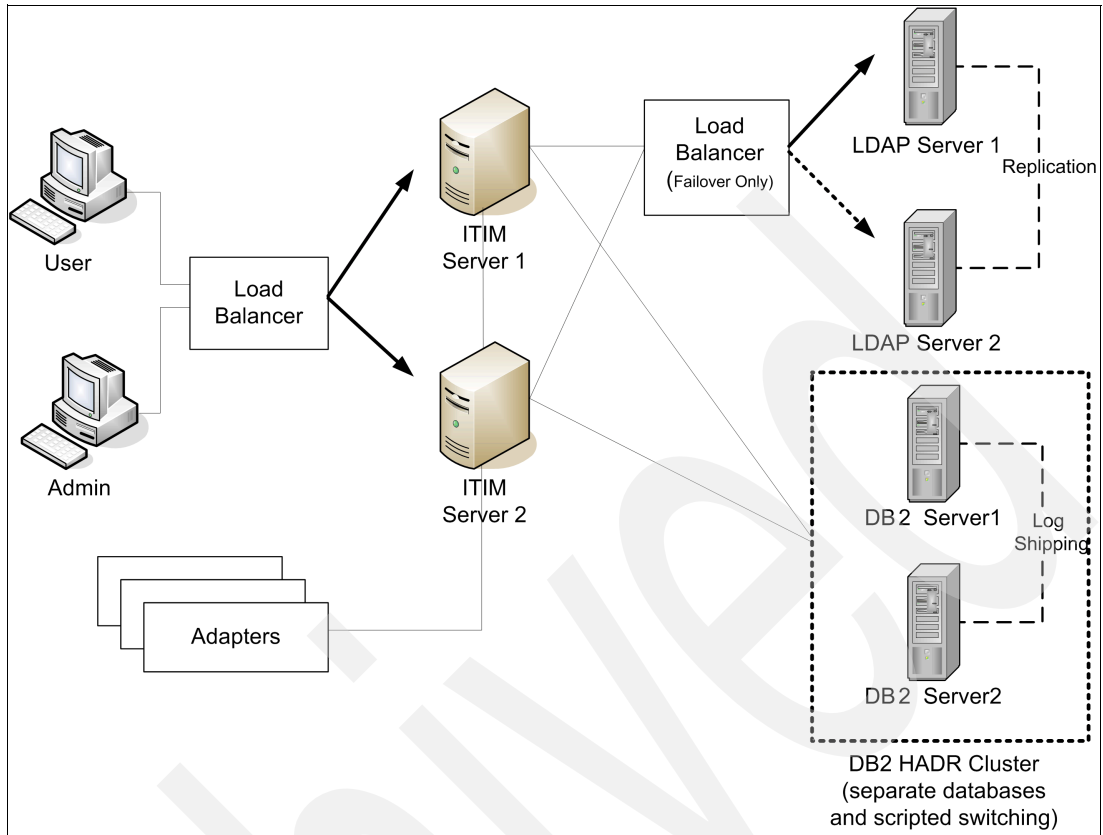 User
Admin
Load
Balancer
ITIM
Server 1
ITIM
Server 2
Adapters
Load
Balancer
(Failover Only)
LDAP Server 1
Replication
LDAP Server 2
DB2 Server1
Log
Shipping
DB2 Server2
DB2 HADR Cluster
(separate databases
and scripted switching)